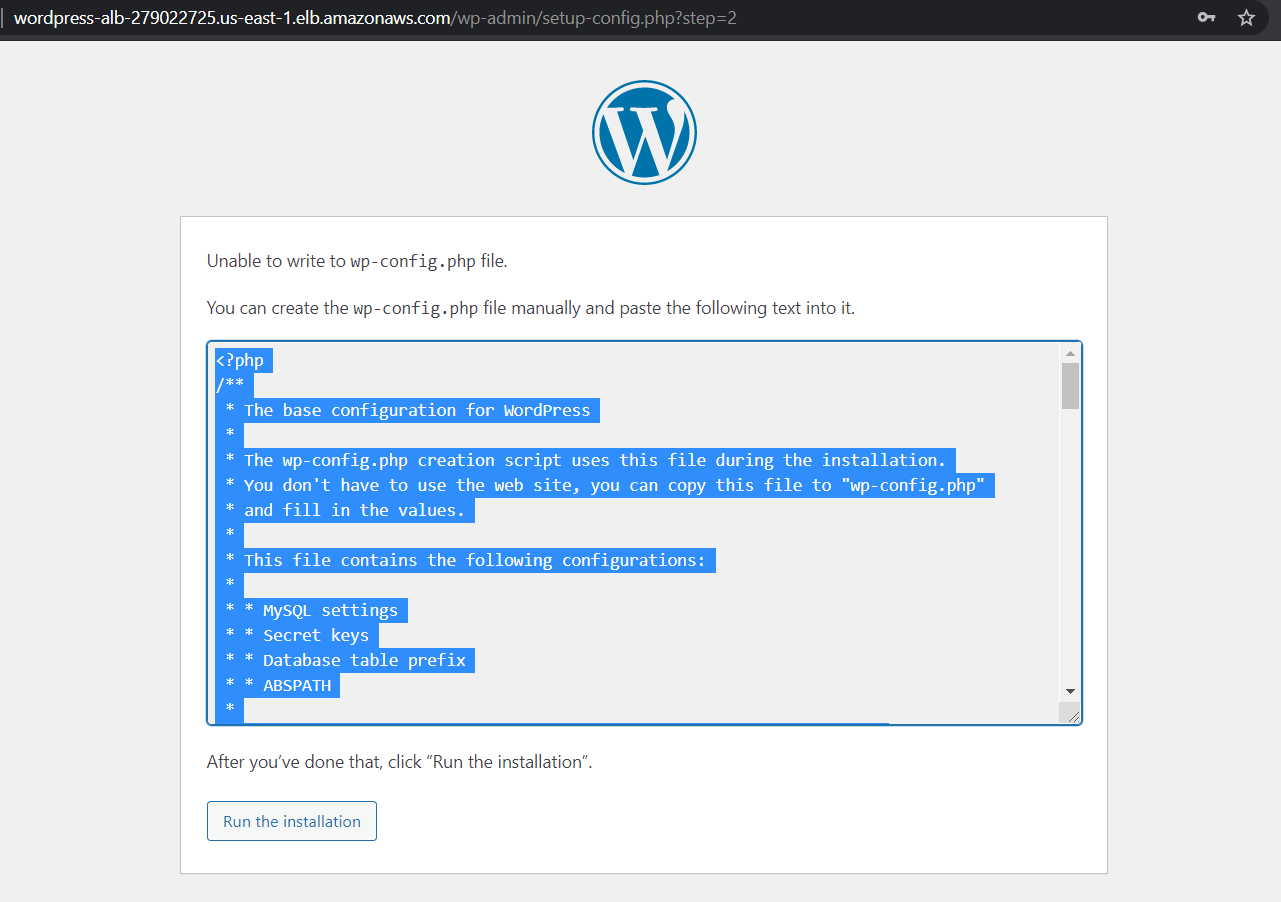 wordpress-alb-279022725.us-east-1.elb.amazonaws.com/wp-admin/setup-config.php?step=2
W
Unable to write to wp-config.php file.
You can create the wp-config.php file manually and paste the following text into it.
<?php
/**
 * The base configuration for WordPress
 *
 * The wp-config.php creation script uses this file during the installation.
 * You don't have to use the web site, you can copy this file to "wp-config.php"
 * and fill in the values.
 *
 * This file contains the following configurations:
 *
 * * MySQL settings
 * * Secret keys
 * * Database table prefix
 * * ABSPATH
 *
After you’ve done that, click “Run the installation”.
Run the installation